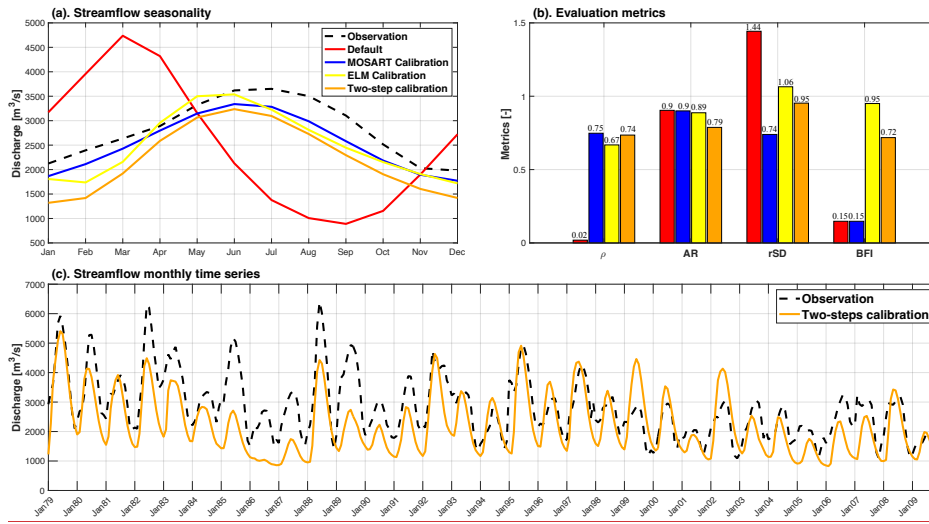 (a). Streamflow seasonality
5000
4500
4000
3500
3000
2500
2000
1500
1000
500
Discharge [m³/s]
Jan Feb Mar Apr May Jun Jul Aug Sep Oct Nov Dec
Observation
Default
MOSART Calibration
ELM Calibration
Two-step calibration
(b). Evaluation metrics
1.5
1
0.5
0
Metrics [-]
0.02 0.75 0.67 0.74
0.9 0.9 0.89 0.79
1.44 0.74 1.06 0.95
0.15 0.15 0.95 0.72
ρ AR rSD BFI
(c). Streamflow monthly time series
7000
6000
5000
4000
3000
2000
1000
0
Discharge [m³/s]
Observation
Two-steps calibration
Jan79 Jan80 Jan81 Jan82 Jan83 Jan84 Jan85 Jan86 Jan87 Jan88 Jan89 Jan90 Jan91 Jan92 Jan93 Jan94 Jan95 Jan96 Jan97 Jan98 Jan99 Jan00 Jan01 Jan02 Jan03 Jan04 Jan05 Jan06 Jan07 Jan08 Jan09